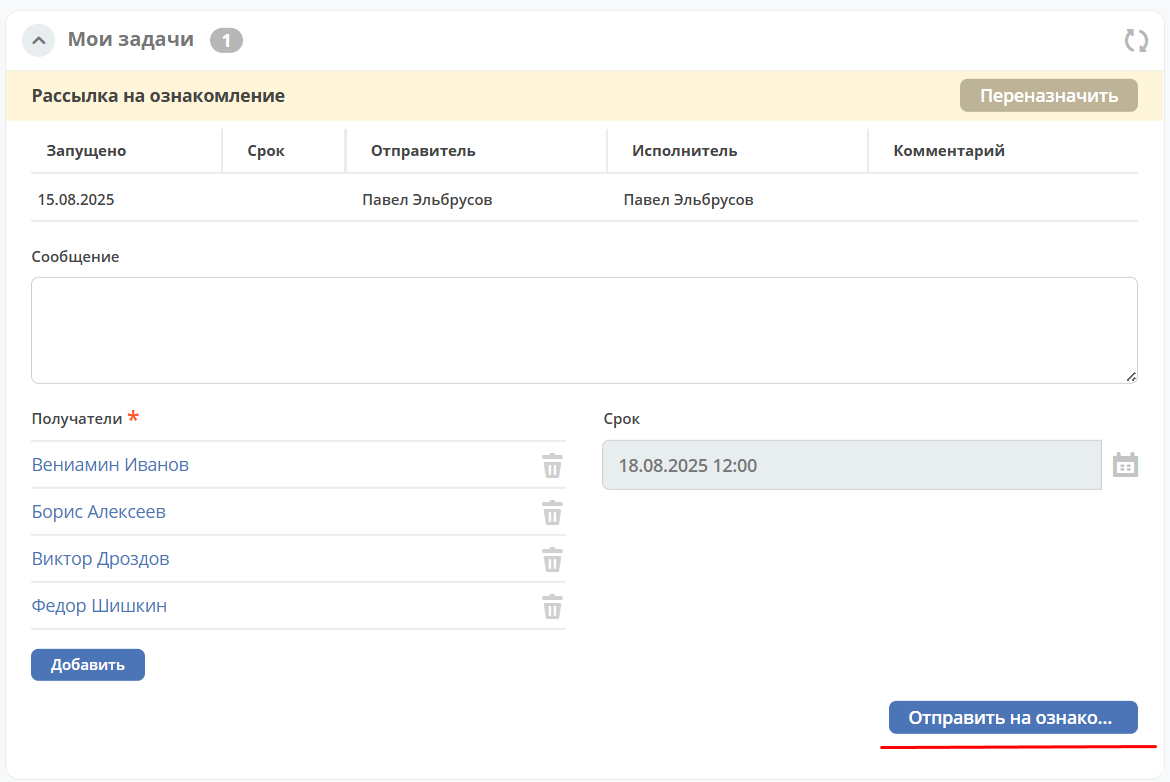 Мои задачи 1
Рассылка на ознакомление Переназначить
Запущено Срок Отправитель Исполнитель Комментарий
15.08.2025 Павел Эльбрусов Павел Эльбрусов
Сообщение
Получатели * Срок
Вениамин Иванов 18.08.2025 12:00
Борис Алексеев
Виктор Дроздов
Федор Шишкин
Добавить
Отправить на ознако...